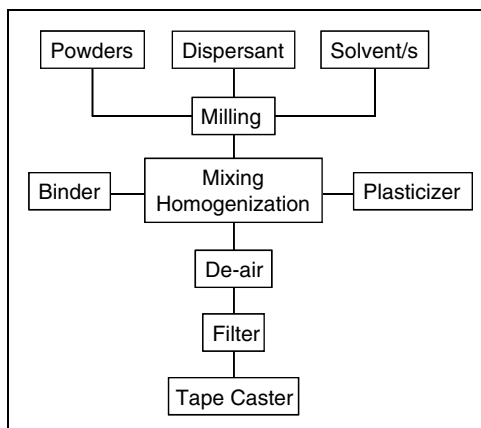 Powders
Dispersant
Solvent/s
Milling
Binder
Mixing
Homogenization
Plasticizer
De-air
Filter
Tape Caster